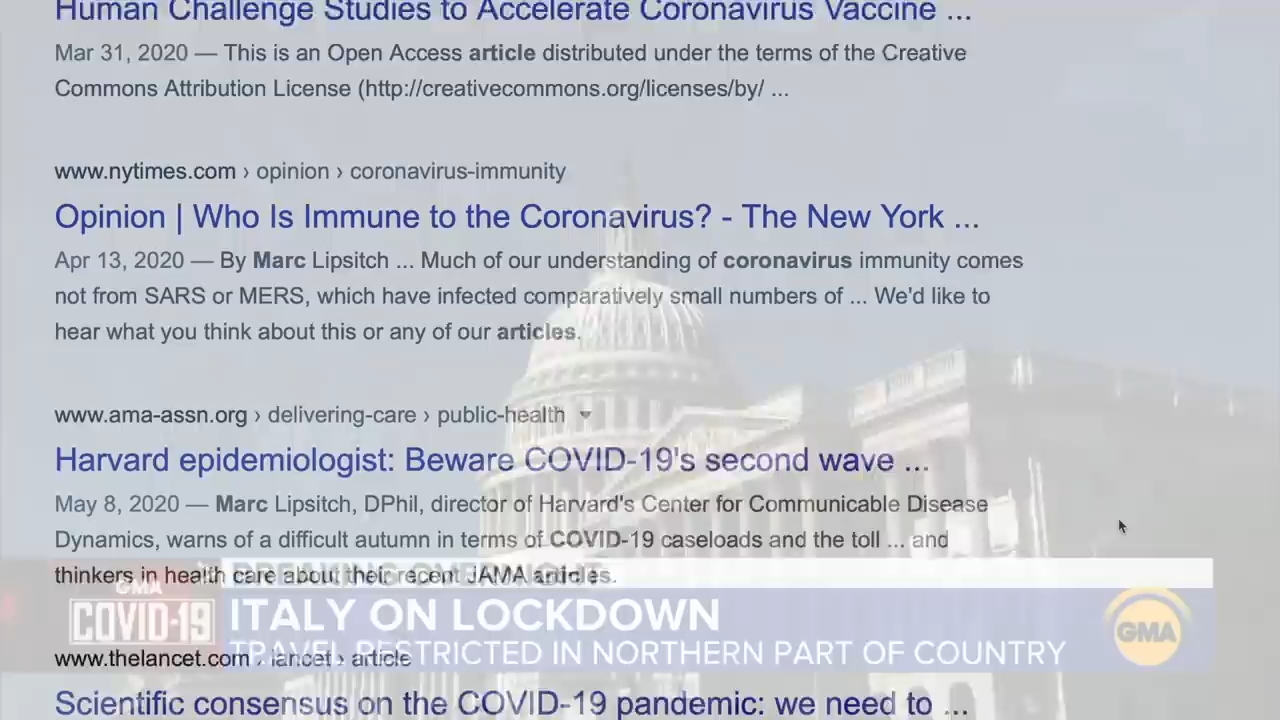 Human Challenge Studies to Accelerate Coronavirus Vaccine ...
Mar 31, 2020 — This is an Open Access article distributed under the terms of the Creative
Commons Attribution License (http://creativecommons.org/licenses/by/ ...
www.nytimes.com › opinion › coronavirus-immunity
Opinion | Who Is Immune to the Coronavirus? - The New York ...
Apr 13, 2020 — By Marc Lipsitch ... Much of our understanding of coronavirus immunity comes
not from SARS or MERS, which have infected comparatively small numbers of ... We'd like to
hear what you think about this or any of our articles.
www.ama-assn.org › delivering-care › public-health
Harvard epidemiologist: Beware COVID-19's second wave ...
May 8, 2020 — Marc Lipsitch, DPhil, director of Harvard's Center for Communicable Disease
Dynamics, warns of a difficult autumn in terms of COVID-19 caseloads and the toll ... and
thinkers in health care about their recent JAMA articles.
GMA
COVID-19
ITALY ON LOCKDOWN
TRAVEL RESTRICTED IN NORTHERN PART OF COUNTRY
GMA
www.thelancet.com › lancet › article
Scientific consensus on the COVID-19 pandemic: we need to ...